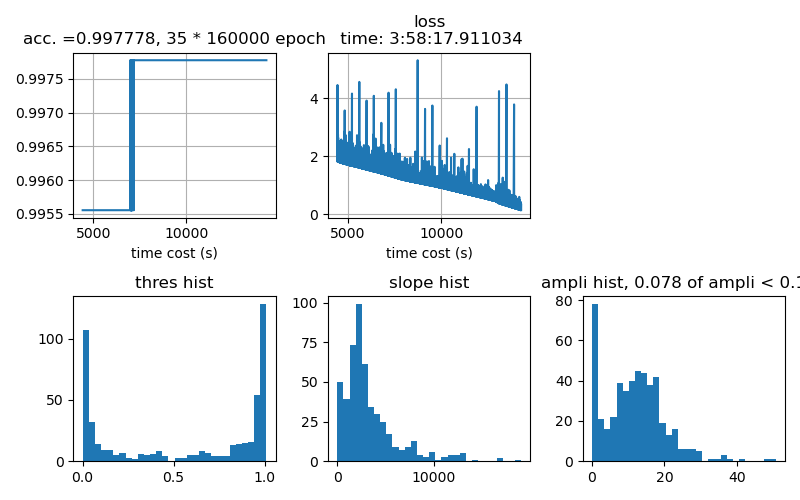 acc. =0.997778, 35 * 160000 epoch
0.9975
0.9970
0.9965
0.9960
0.9955
5000 10000
time cost (s)
loss
time: 3:58:17.911034
4
2
0
5000 10000
time cost (s)
thres hist
100
50
0
0.0 0.5 1.0
slope hist
100
75
50
25
0
0 10000
ampli hist, 0.078 of ampli < 0.1
80
60
40
20
0
0 20 40